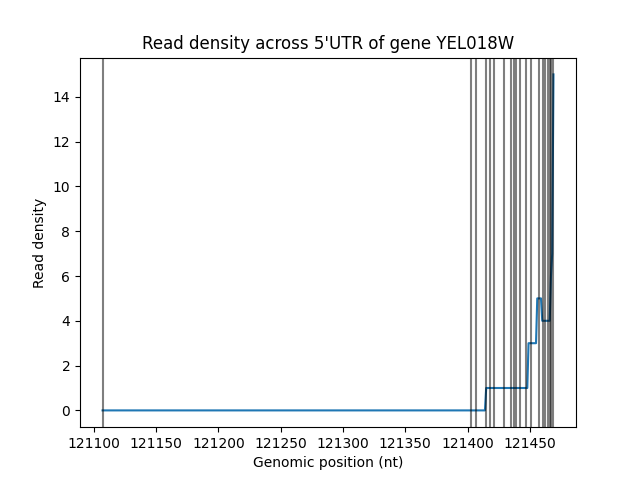 Read density across 5'UTR of gene YEL018W
14
12
10
8
6
4
2
0
Read density
121100 121150 121200 121250 121300 121350 121400 121450
Genomic position (nt)